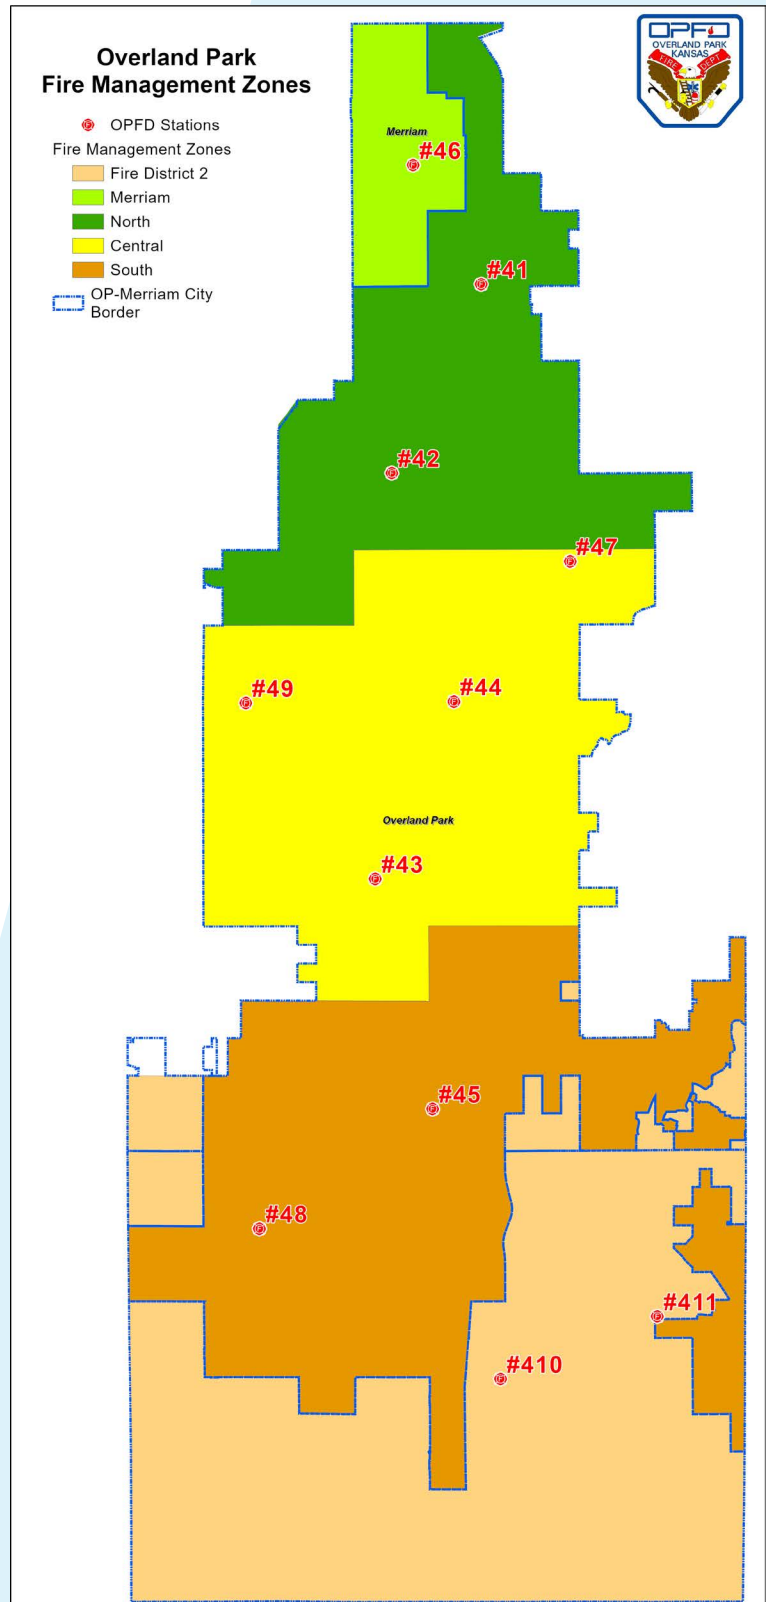 Overland Park
Fire Management Zones
OPFD Stations
Fire Management Zones
Fire District 2
Merriam
North
Central
South
OP-Merriam City
Border
OPFD
OVERLAND PARK
KANSAS
FIRE
DEPT
Merriam
#46
#41
#42
#47
#49
#44
Overland Park
#43
#45
#48
#411
#410